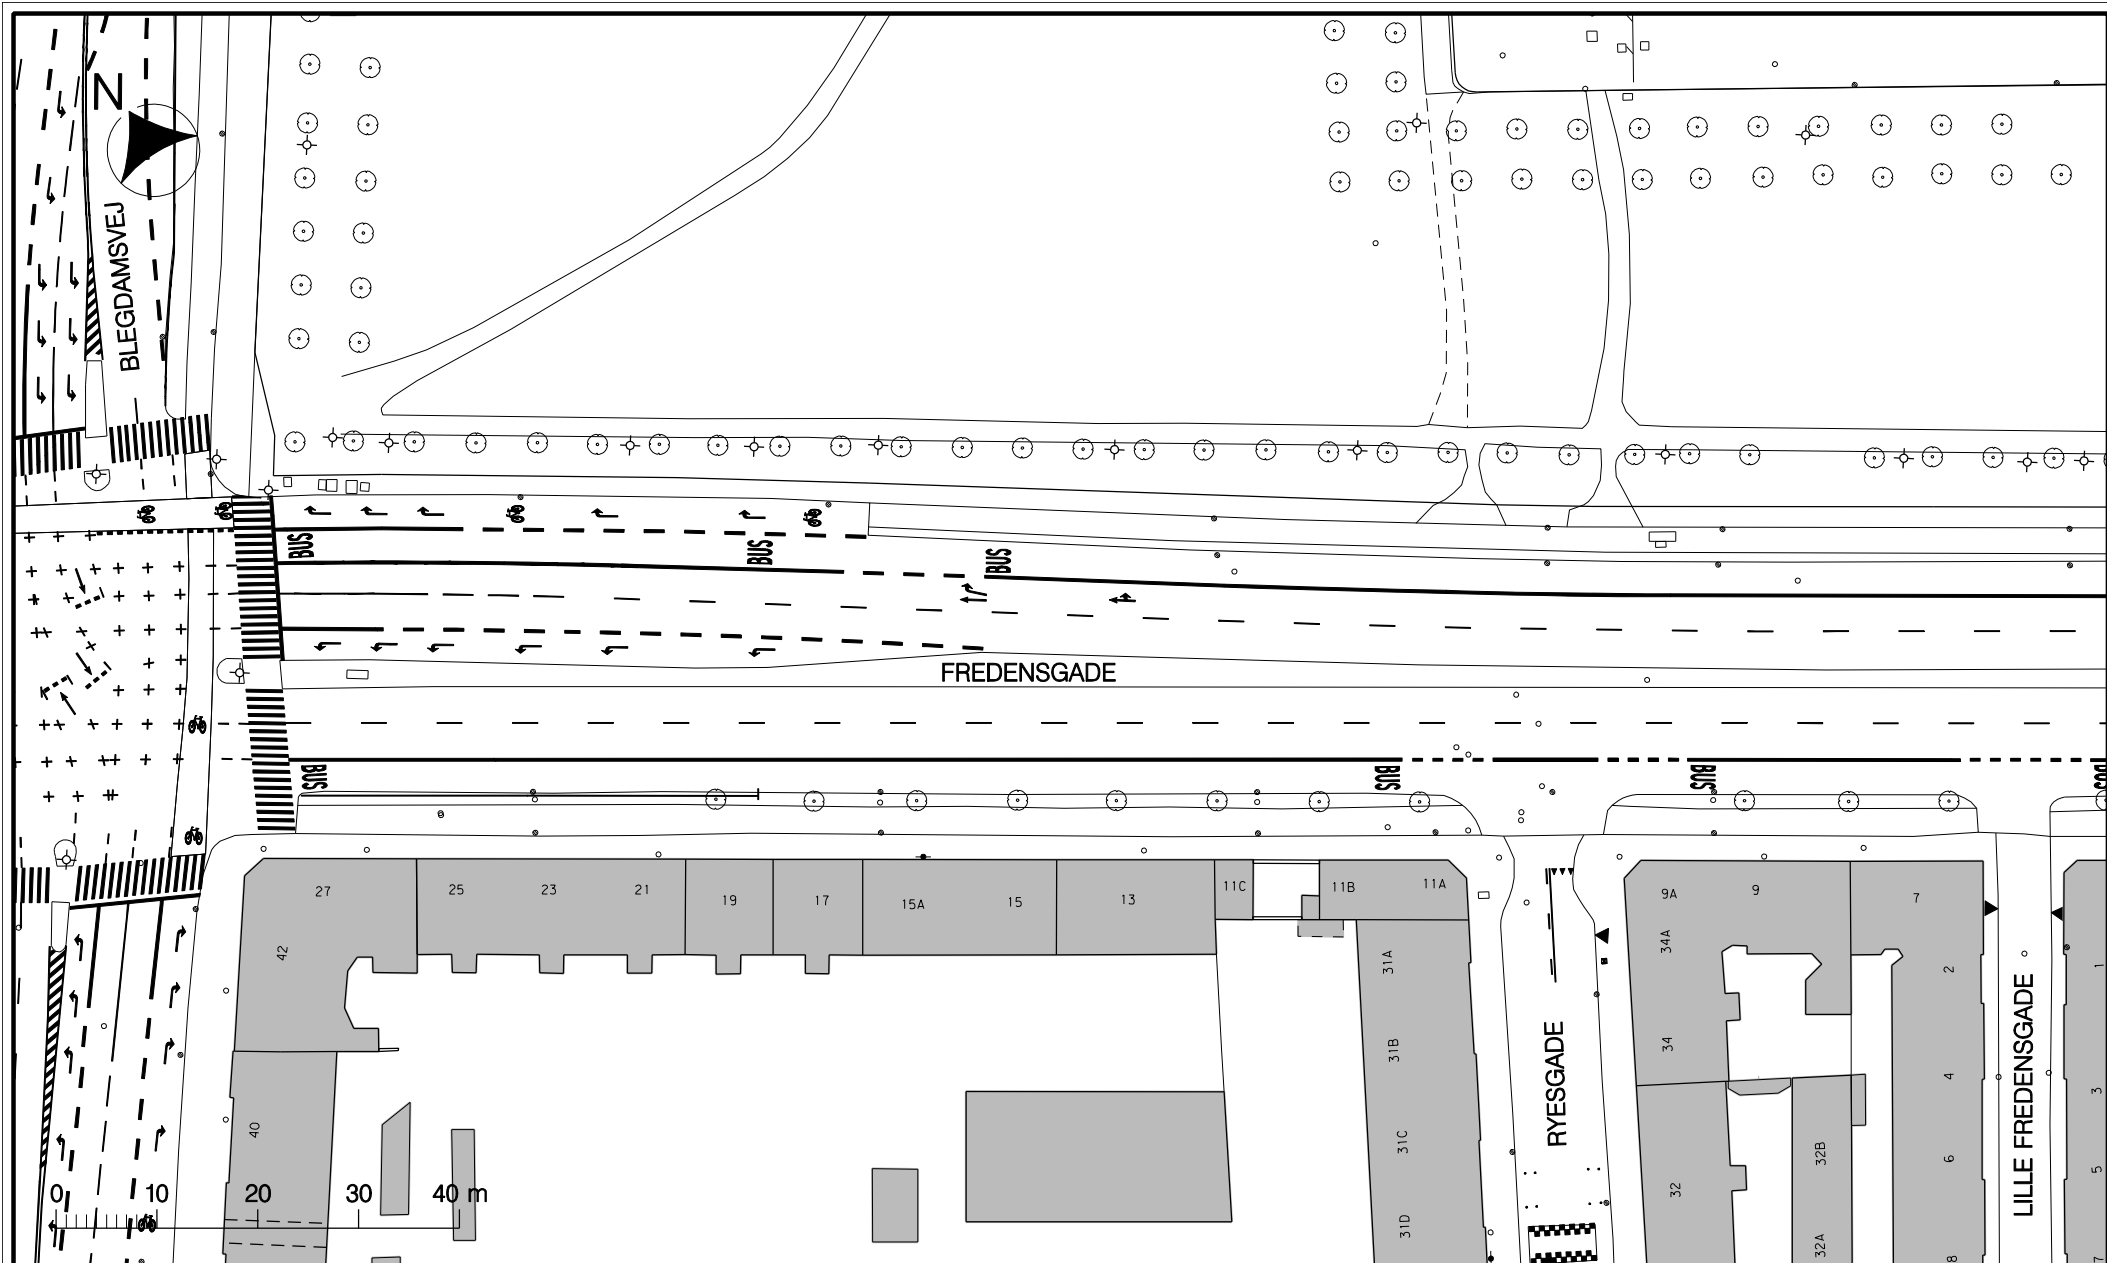 N
BLEGDAMSVEJ
BUS
BUS
BUS
FREDENSGADE
BUS
BUS
BUS
BUS
27
25
23
21
19
17
15A
15
13
11C
11B
11A
9A
9
7
42
31A
34A
2
1
31B
34
4
3
40
31C
32B
6
5
32
31D
32A
8
7
RYESGADE
LILLE FREDENSGADE
0 10 20 30 40 m